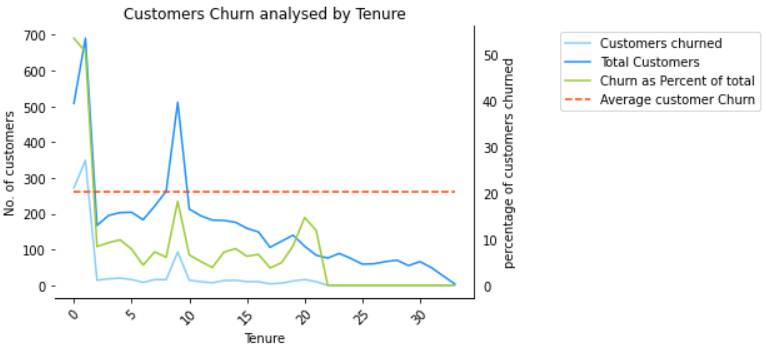 Customers Churn analysed by Tenure
No. of customers
700
600
500
400
300
200
100
0
0
5
10
15
20
25
30
Tenure
50
40
30
20
10
0
percentage of customers churned
Customers churned
Total Customers
Churn as Percent of total
Average customer Churn